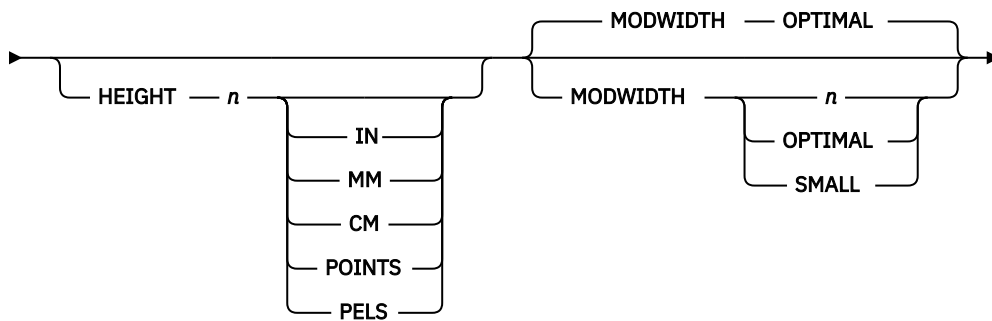 MODWIDTH OPTIMAL
HEIGHT n MODWIDTH n
IN OPTIMAL
MM SMALL
CM
POINTS
PELS